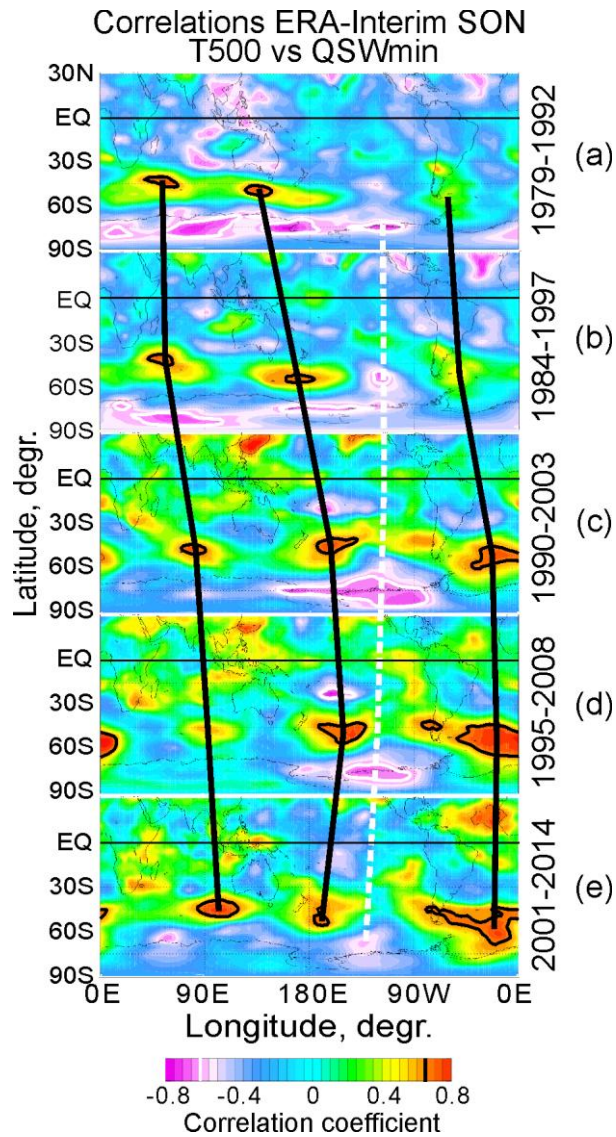 Correlations ERA-Interim SON
T500 vs QSWmin
30N
EQ
30S
60S
90S
1979-1992
(a)
EQ
30S
60S
90S
1984-1997
(b)
EQ
30S
60S
90S
1990-2003
(c)
EQ
30S
60S
90S
1995-2008
(d)
EQ
30S
60S
90S
2001-2014
(e)
Latitude, degr.
0E 90E 180E 90W 0E
Longitude, degr.
-0.8 -0.4 0 0.4 0.8
Correlation coefficient